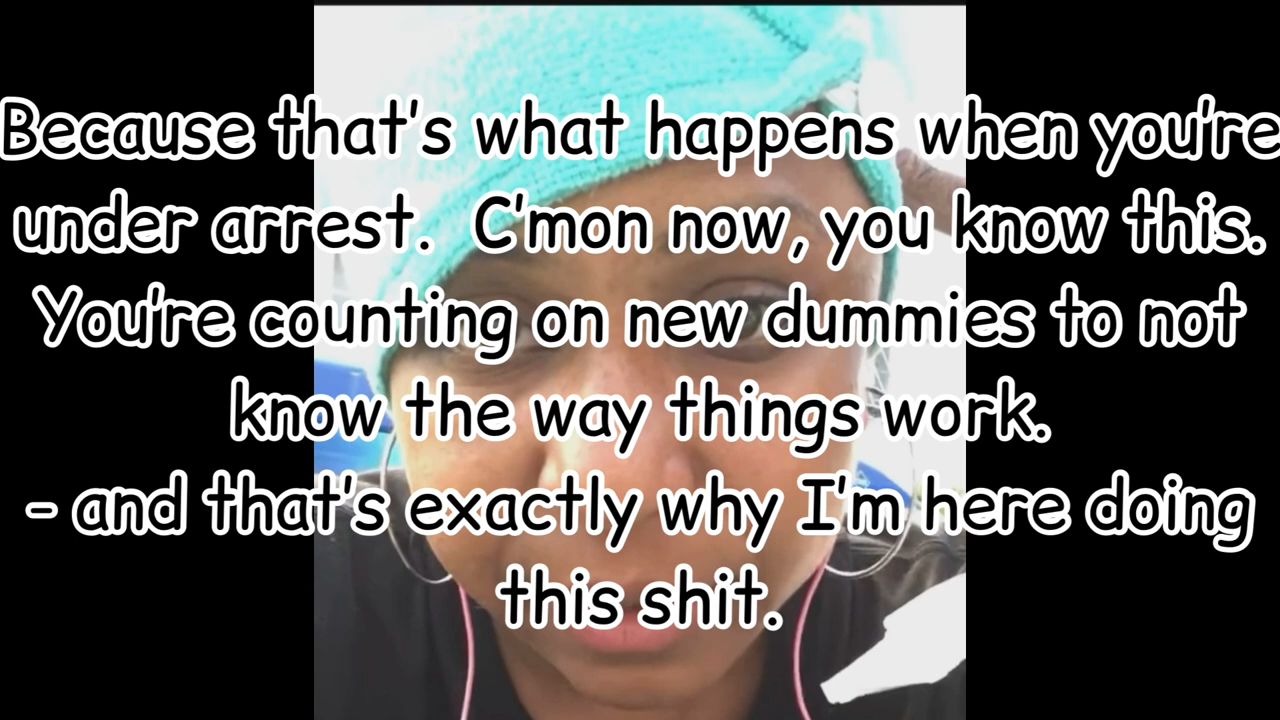 Because that's what happens when you're
under arrest.  C'mon now, you know this.
You're counting on new dummies to not
know the way things work.
- and that's exactly why I'm here doing
this shit.